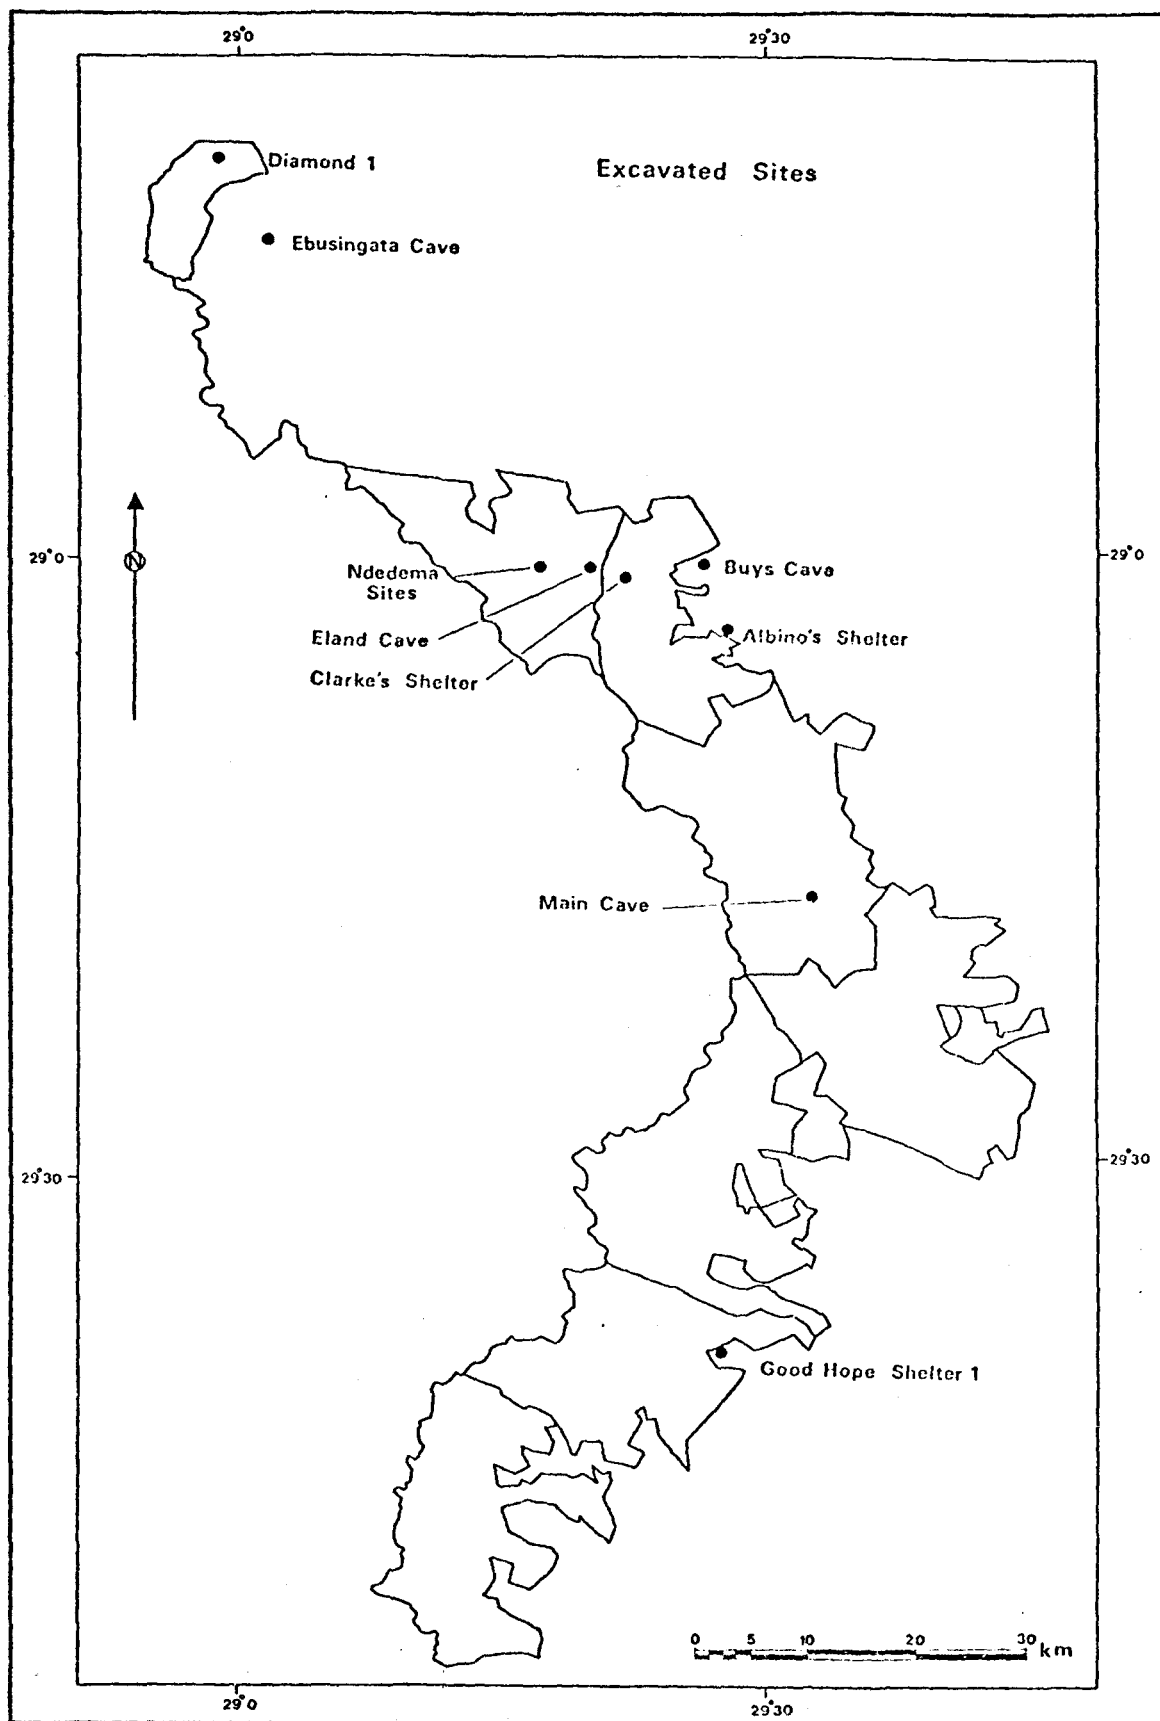 29°0
29°30
Diamond 1
Excavated Sites
Ebusingata Cave
29°0
N
29°0
Ndedema
Sites
Buys Cave
Eland Cave
Albino's Shelter
Clarke's Shelter
Main Cave
29°30
29°30
Good Hope Shelter 1
0 5 10 20 30 km
29°0
29°30